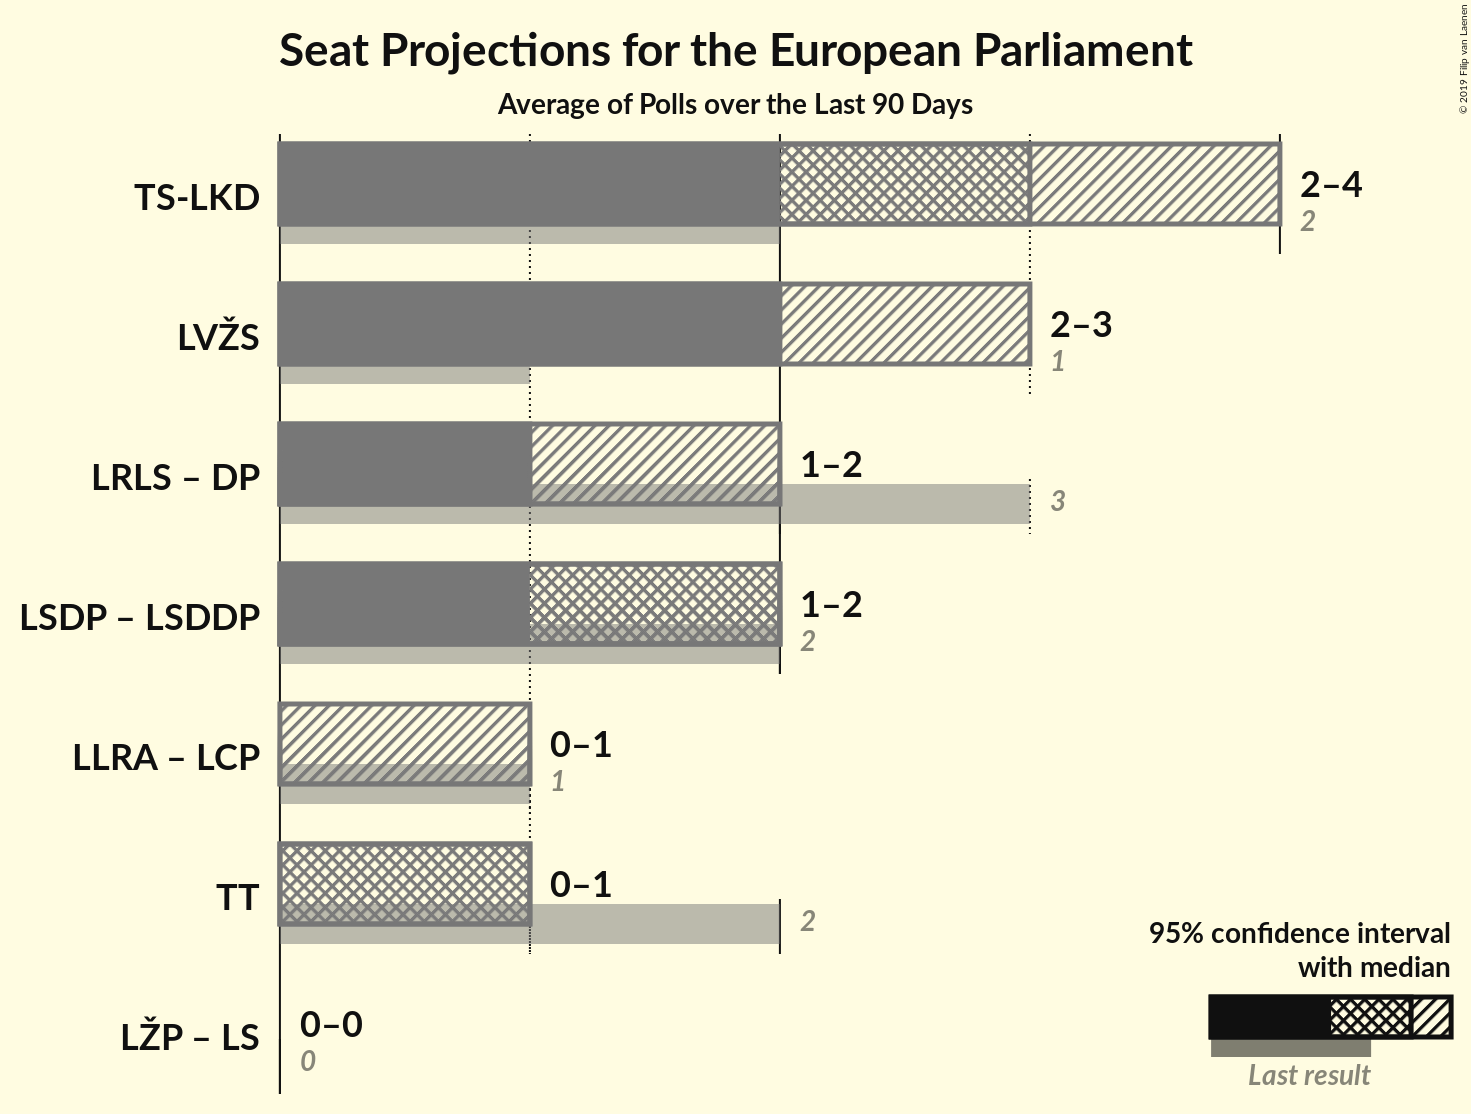 Seat Projections for the European Parliament
Average of Polls over the Last 90 Days
© 2019 Filip van Laenen
TS-LKD
2–4
2
LVŽS
2–3
1
LRLS – DP
1–2
3
LSDP – LSDDP
1–2
2
LLRA – LCP
0–1
1
TT
0–1
2
LŽP – LS
0–0
0
95% confidence interval
with median
Last result